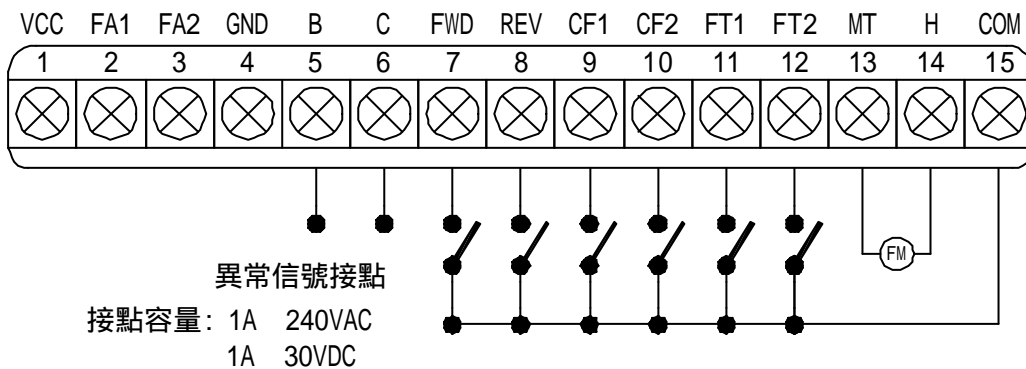 VCC FA1 FA2 GND B C FWD REV CF1 CF2 FT1 FT2 MT H COM
1 2 3 4 5 6 7 8 9 10 11 12 13 14 15
FM
異常信號接點
接點容量: 1A 240VAC
1A 30VDC